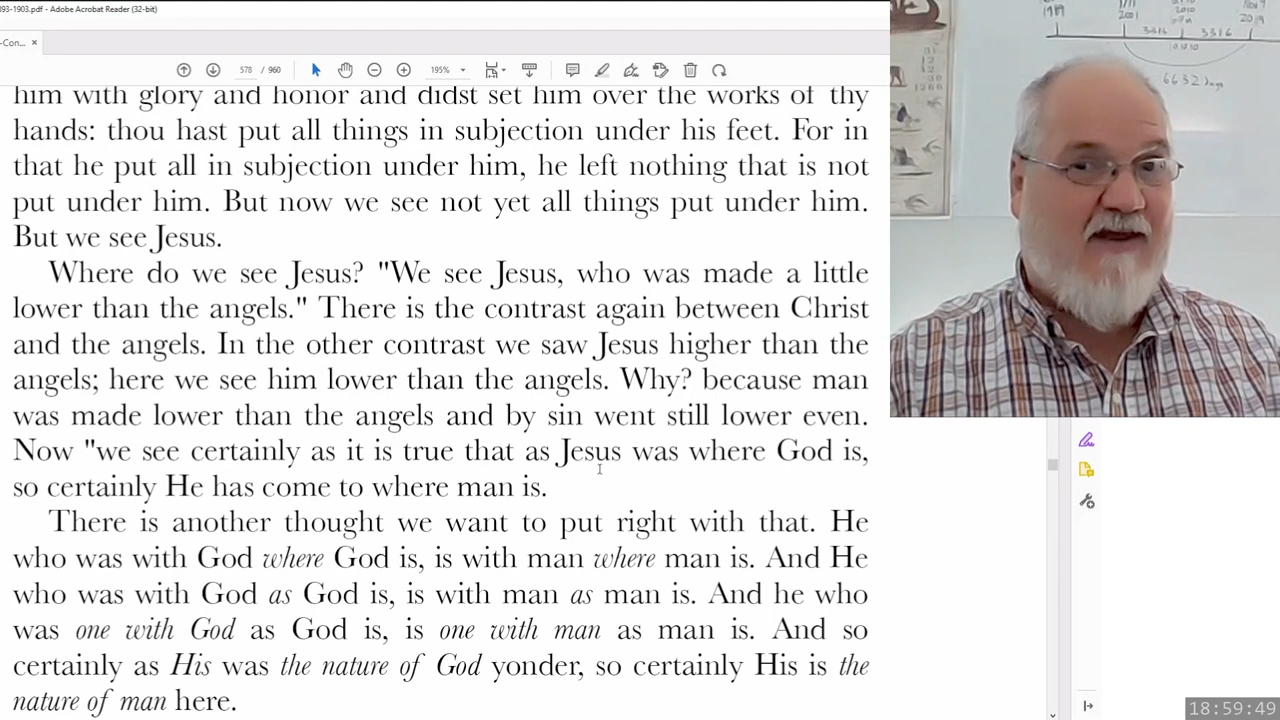 393-1903.pdf - Adobe Acrobat Reader (32-bit)
-Con... ×
578 / 960
195%
him with glory and honor and didst set him over the works of thy
hands: thou hast put all things in subjection under his feet. For in
that he put all in subjection under him, he left nothing that is not
put under him. But now we see not yet all things put under him.
But we see Jesus.
Where do we see Jesus? "We see Jesus, who was made a little
lower than the angels." There is the contrast again between Christ
and the angels. In the other contrast we saw Jesus higher than the
angels; here we see him lower than the angels. Why? because man
was made lower than the angels and by sin went still lower even.
Now "we see certainly as it is true that as Jesus was where God is,
so certainly He has come to where man is.
There is another thought we want to put right with that. He
who was with God where God is, is with man where man is. And He
who was with God as God is, is with man as man is. And he who
was one with God as God is, is one with man as man is. And so
certainly as His was the nature of God yonder, so certainly His is the
nature of man here.
1989
2001
2010
2019
3316 3316
6632 days
18:59:49